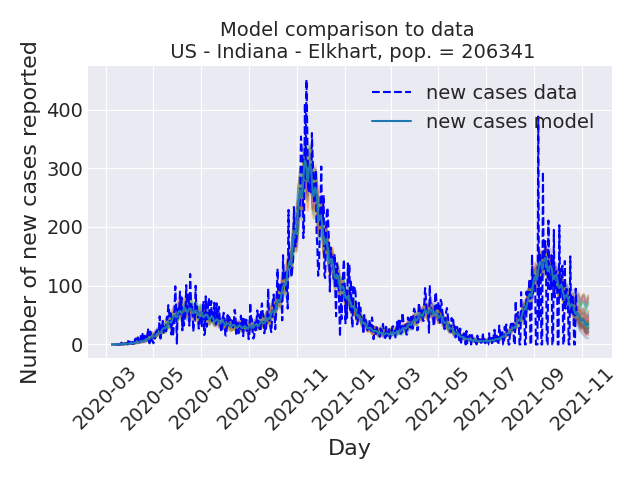 Model comparison to data
US - Indiana - Elkhart, pop. = 206341
new cases data
new cases model
Number of new cases reported
400
300
200
100
0
2020-03
2020-05
2020-07
2020-09
2020-11
2021-01
2021-03
2021-05
2021-07
2021-09
2021-11
Day